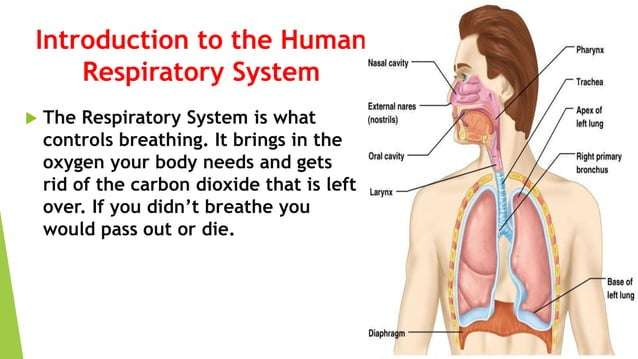 Introduction to the Human
Respiratory System
The Respiratory System is what
controls breathing. It brings in the
oxygen your body needs and gets
rid of the carbon dioxide that is left
over. If you didn’t breathe you
would pass out or die.
Nasal cavity
External nares
(nostrils)
Oral cavity
Larynx
Diaphragm
Pharynx
Trachea
Apex of
left lung
Right primary
bronchus
Base of
left lung